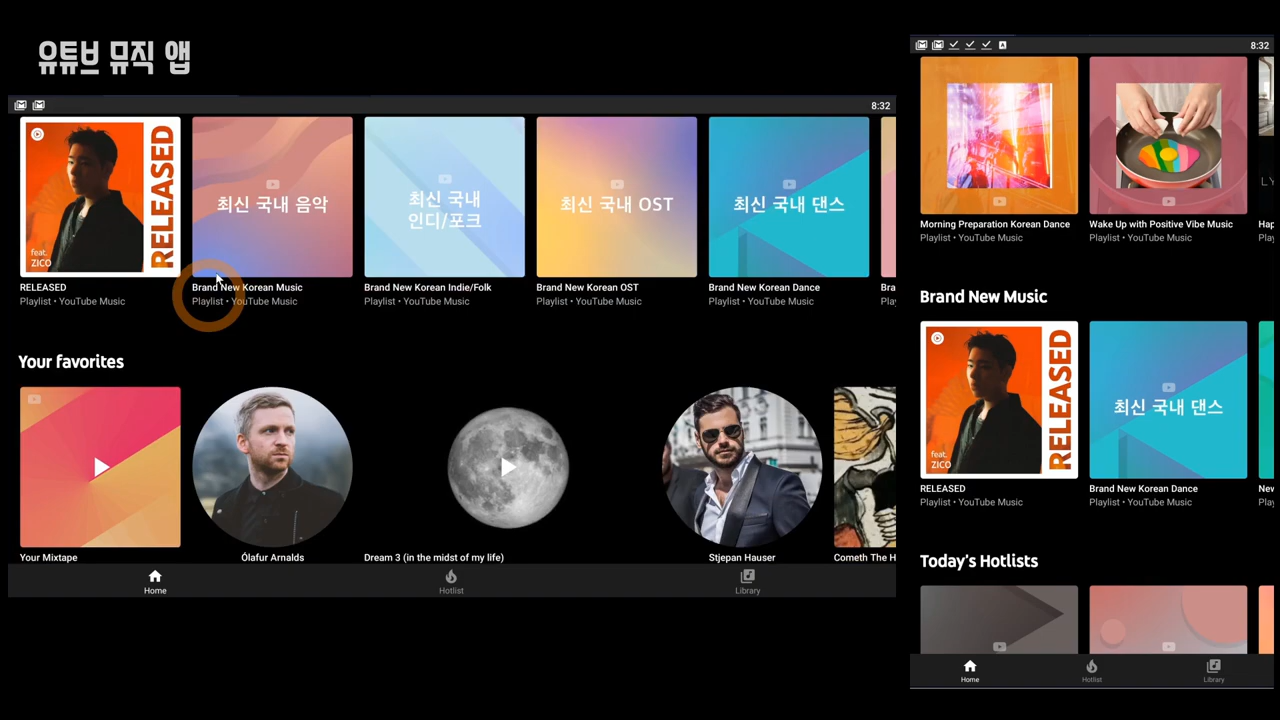 유튜브 뮤직 앱
8:32
RELEASED
feat.
ZICO
최신 국내 음악
최신 국내
인디/포크
최신 국내 OST
최신 국내 댄스
RELEASED
Playlist • YouTube Music
Brand New Korean Music
Playlist • YouTube Music
Brand New Korean Indie/Folk
Playlist • YouTube Music
Brand New Korean OST
Playlist • YouTube Music
Brand New Korean Dance
Playlist • YouTube Music
Bra
Play
Your favorites
Your Mixtape
Ólafur Arnalds
Dream 3 (in the midst of my life)
Stjepan Hauser
Cometh The H
Home
Hotlist
Library
8:32
LY
Morning Preparation Korean Dance
Playlist • YouTube Music
Wake Up with Positive Vibe Music
Playlist • YouTube Music
Hap
Play
Brand New Music
RELEASED
feat.
ZICO
최신 국내 댄스
RELEASED
Playlist • YouTube Music
Brand New Korean Dance
Playlist • YouTube Music
New
Play
Today's Hotlists
Home
Hotlist
Library